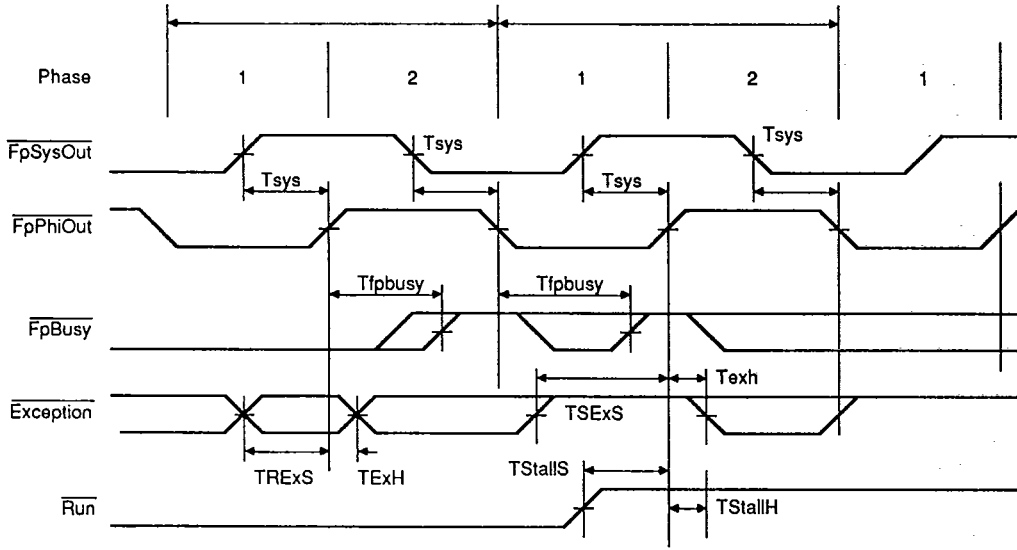 Phase 1 2 1 2 1
FpSysOut Tsys Tsys
Tsys Tsys
FpPhiOut
Tfpbusy Tfpbusy
FpBusy
Texh
Exception TSExS
TRExS TExH TStallS
Run TStallH